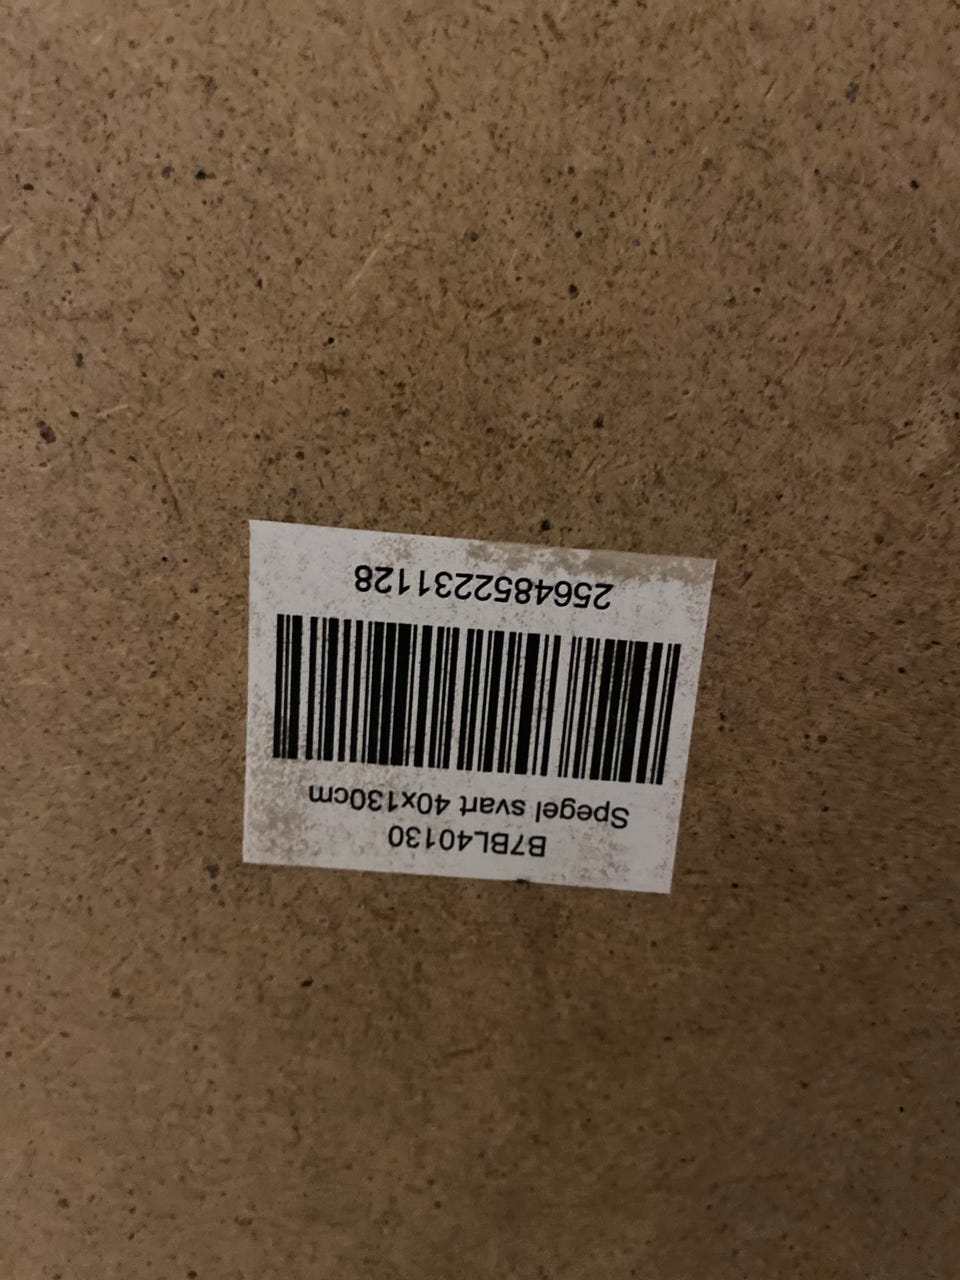 B7BL40130
Spegel svart 40x130cm
2564852231128